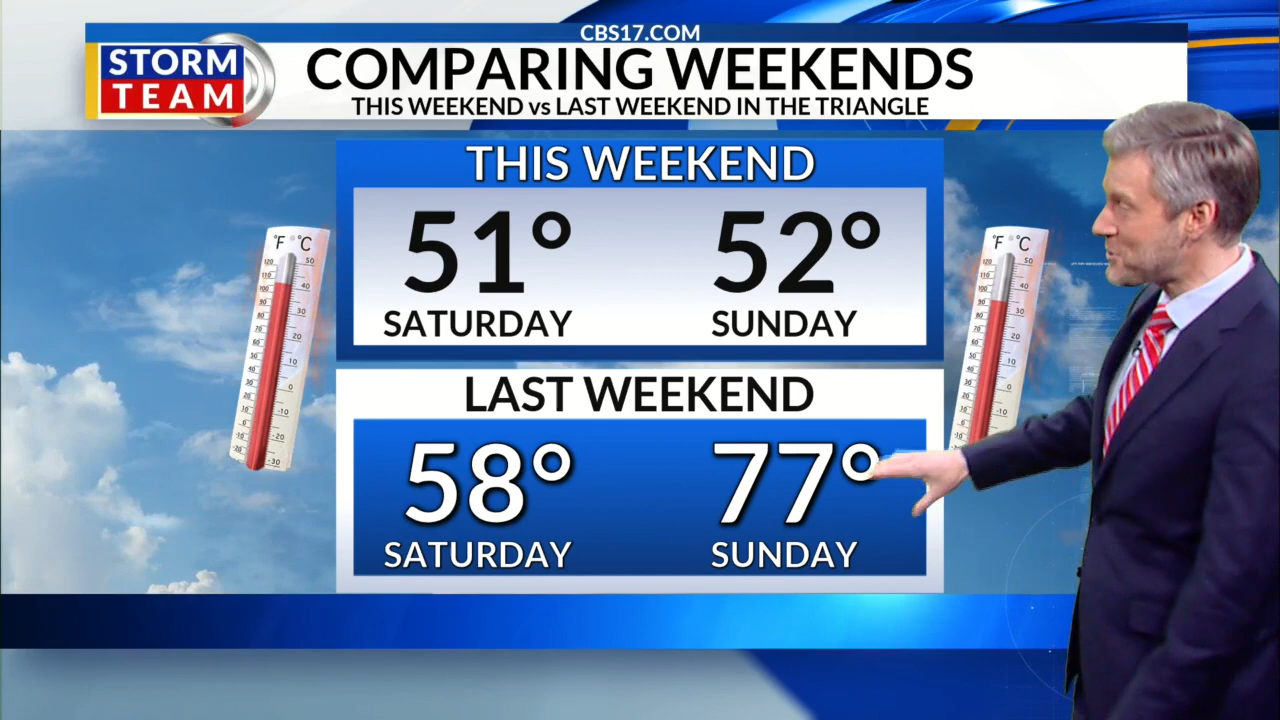 CBS17.COM
STORM
TEAM
COMPARING WEEKENDS
THIS WEEKEND vs LAST WEEKEND IN THE TRIANGLE
THIS WEEKEND
51° 52°
SATURDAY SUNDAY
LAST WEEKEND
58° 77°
SATURDAY SUNDAY
°F °C
°F °C